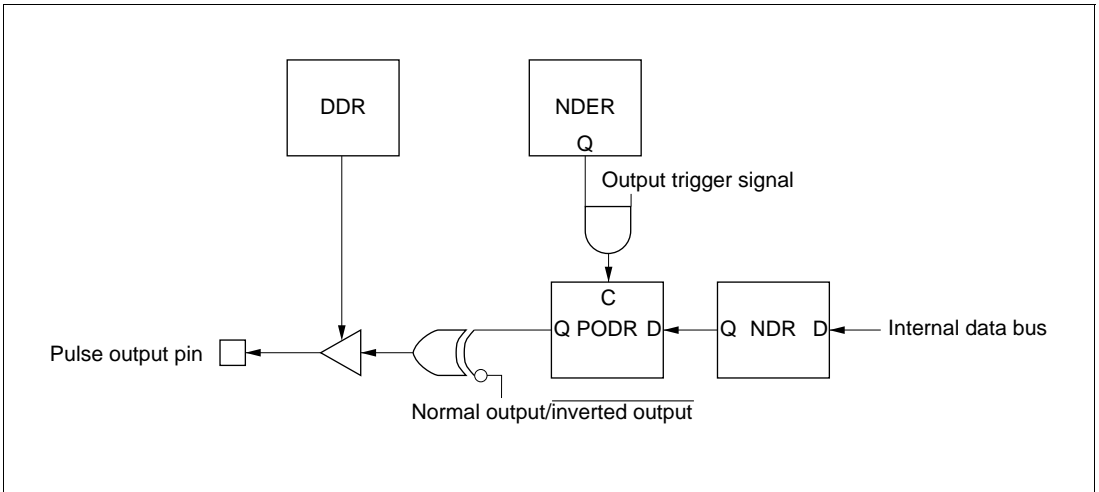 DDR
NDER
Q
Output trigger signal
C
Q PODR D
Q NDR D
Internal data bus
Pulse output pin
Normal output/inverted output